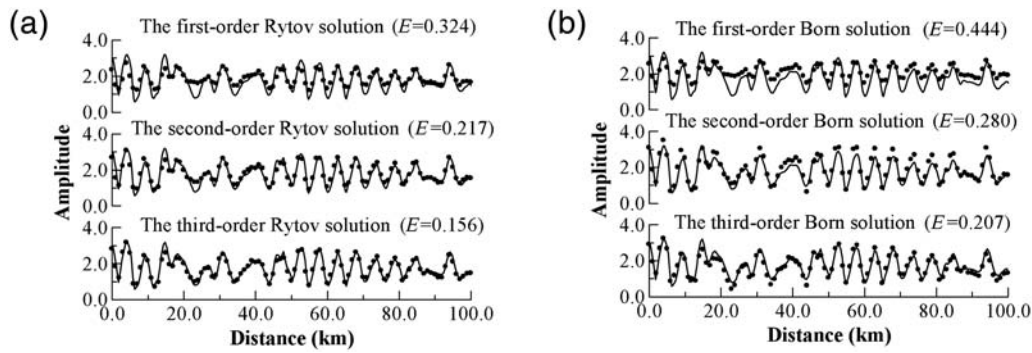 (a)
The first-order Rytov solution (E=0.324)
4.0
2.0
0.0
The second-order Rytov solution (E=0.217)
4.0
2.0
0.0
The third-order Rytov solution (E=0.156)
4.0
2.0
0.0
Amplitude
0.0 20.0 40.0 60.0 80.0 100.0
Distance (km)
(b)
The first-order Born solution (E=0.444)
4.0
2.0
0.0
The second-order Born solution (E=0.280)
4.0
2.0
0.0
The third-order Born solution (E=0.207)
4.0
2.0
0.0
Amplitude
0.0 20.0 40.0 60.0 80.0 100.0
Distance (km)